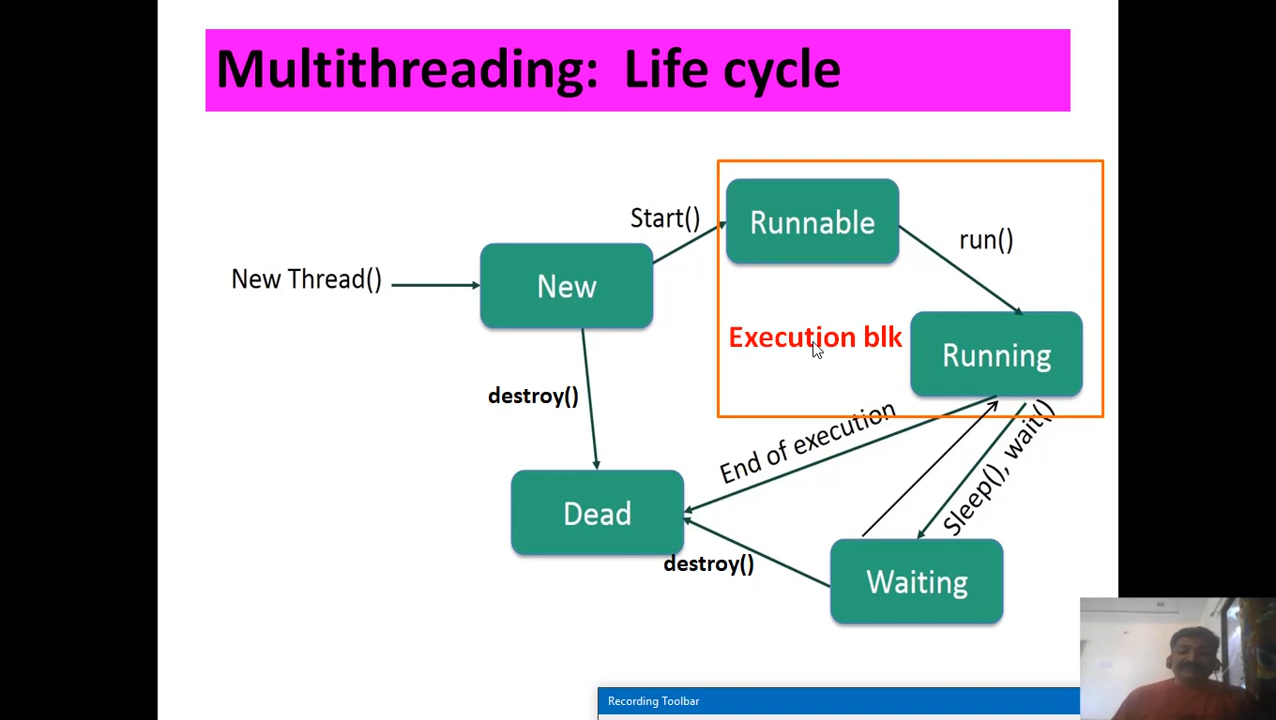 Multithreading: Life cycle
Start()
Runnable
run()
New Thread()
New
Execution blk
Running
destroy()
End of execution
Sleep(), wait()
Dead
destroy()
Waiting
Recording Toolbar